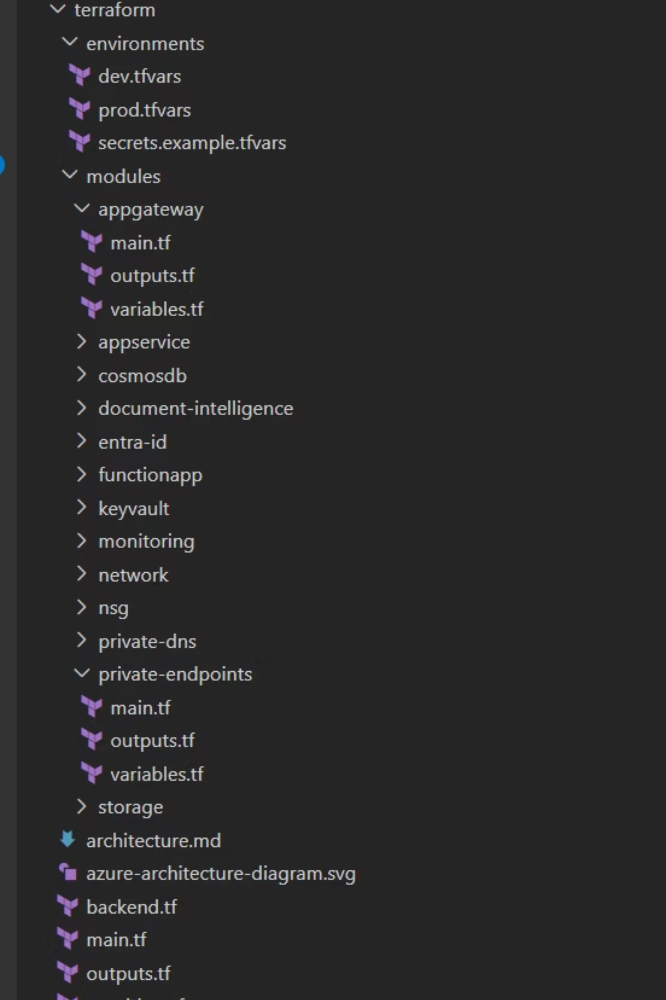 terraform
environments
dev.tfvars
prod.tfvars
secrets.example.tfvars
modules
appgateway
main.tf
outputs.tf
variables.tf
appservice
cosmosdb
document-intelligence
entra-id
functionapp
keyvault
monitoring
network
nsg
private-dns
private-endpoints
main.tf
outputs.tf
variables.tf
storage
architecture.md
azure-architecture-diagram.svg
backend.tf
main.tf
outputs.tf